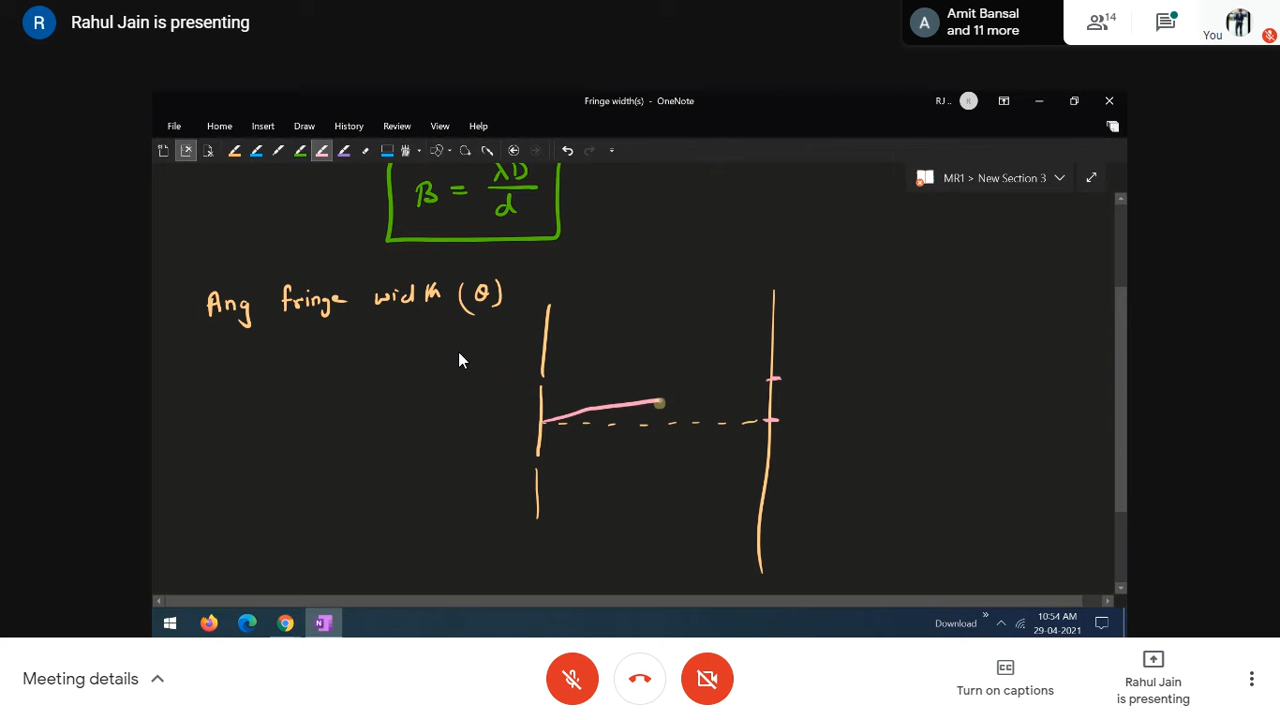 R Rahul Jain is presenting
A Amit Bansal and 11 more
14
You
Fringe width(s) - OneNote
RJ ..
File Home Insert Draw History Review View Help
MR1 > New Section 3
β = λD / d
Ang fringe width (θ)
Download
10:54 AM
29-04-2021
Meeting details
CC
Turn on captions
Rahul Jain
is presenting